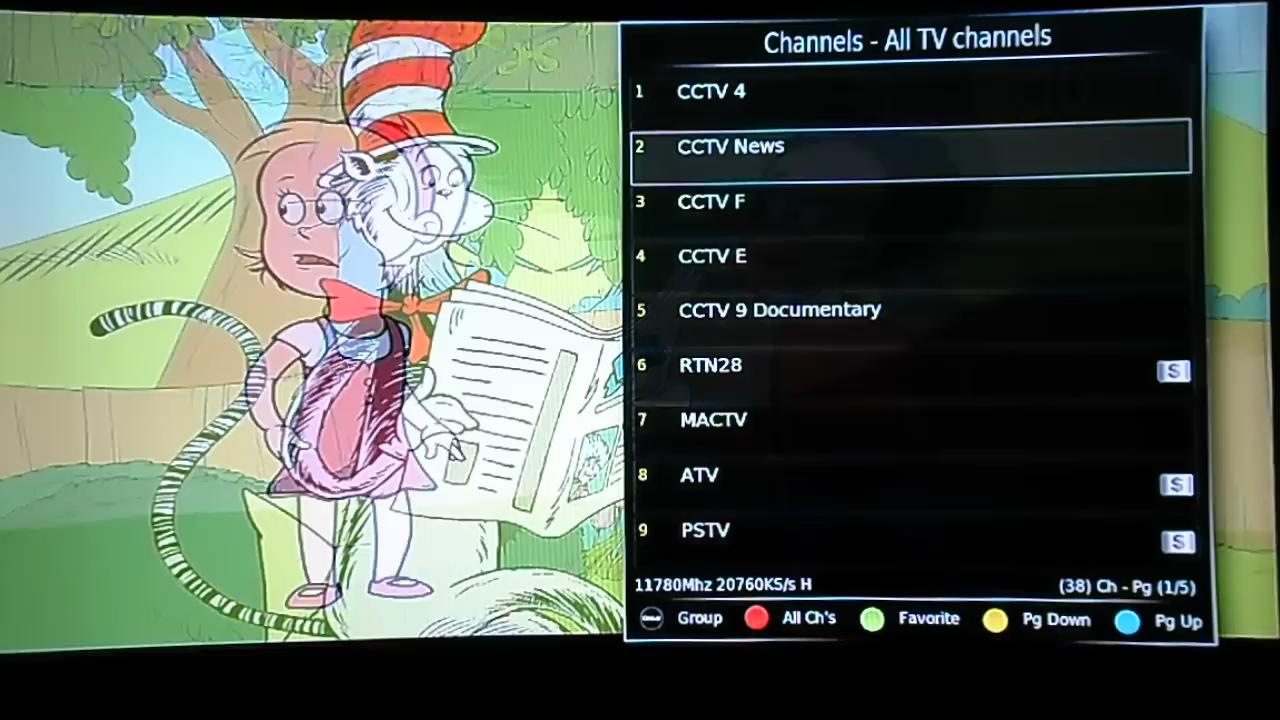 Channels - All TV channels
1 CCTV 4
2 CCTV News
3 CCTV F
4 CCTV E
5 CCTV 9 Documentary
6 RTN28 S
7 MACTV
8 ATV S
9 PSTV S
11780Mhz 20760KS/s H (38) Ch - Pg (1/5)
Group All Ch's Favorite Pg Down Pg Up